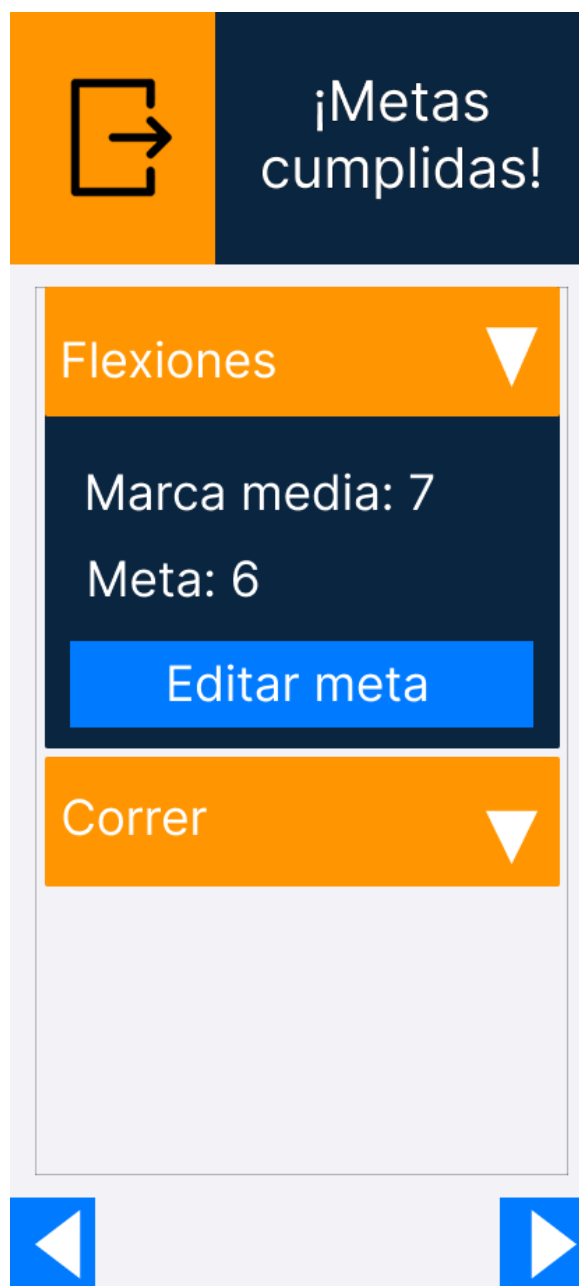 ¡Metas
cumplidas!
Flexiones
Marca media: 7
Meta: 6
Editar meta
Correr